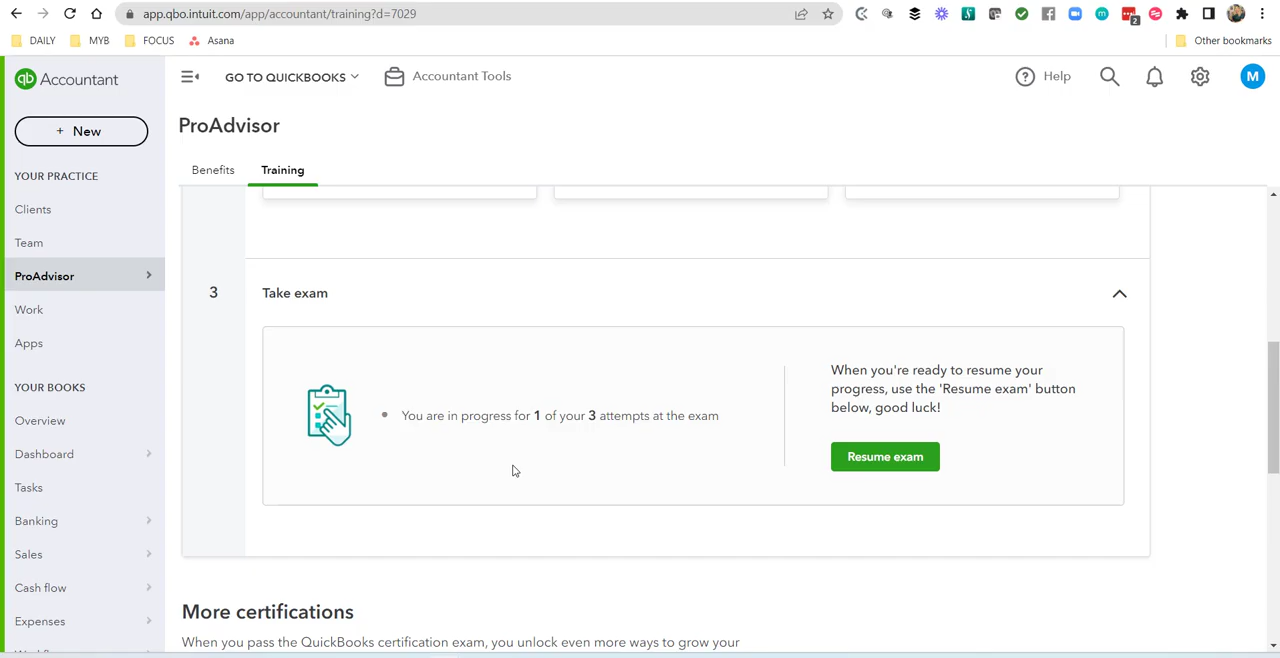 app.qbo.intuit.com/app/accountant/training?d=7029
2
DAILY
MYB
FOCUS
Asana
Other bookmarks
qb Accountant
GO TO QUICKBOOKS
Accountant Tools
Help
M
+ New
ProAdvisor
Benefits
Training
YOUR PRACTICE
Clients
Team
ProAdvisor
Work
Apps
YOUR BOOKS
Overview
Dashboard
Tasks
Banking
Sales
Cash flow
Expenses
3
Take exam
You are in progress for 1 of your 3 attempts at the exam
When you're ready to resume your
progress, use the 'Resume exam' button
below, good luck!
Resume exam
More certifications
When you pass the QuickBooks certification exam, you unlock even more ways to grow your